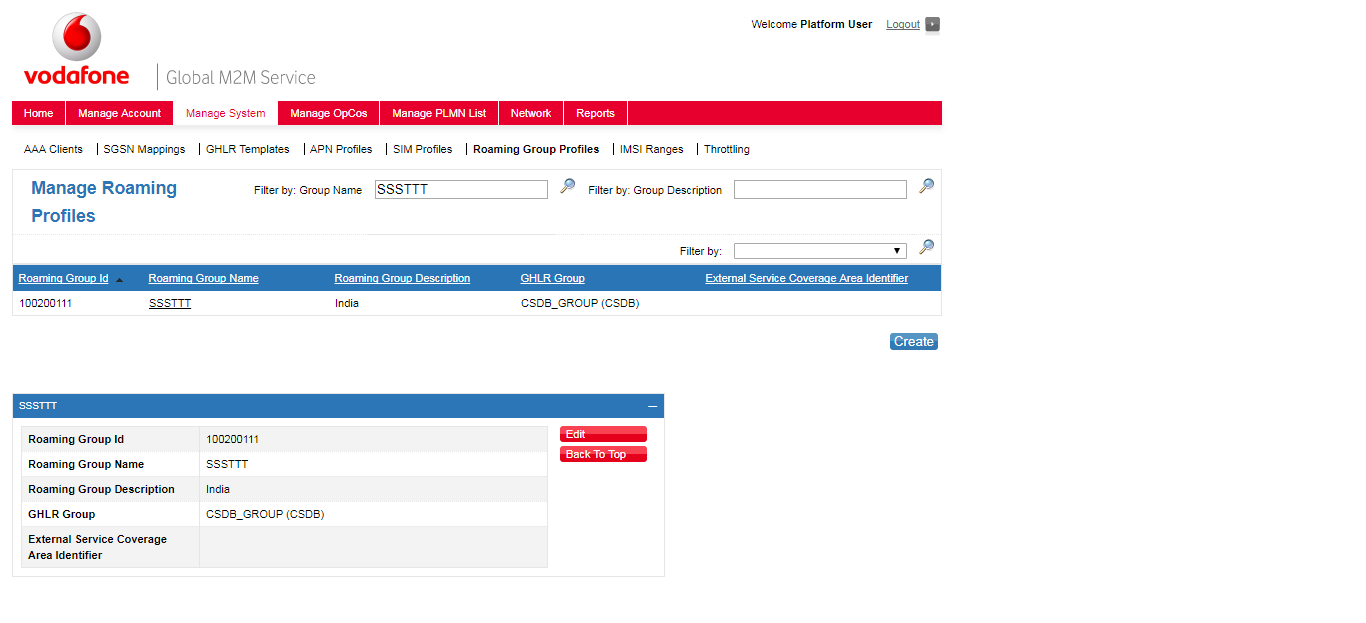 Welcome Platform User Logout
vodafone Global M2M Service
Home Manage Account Manage System Manage OpCos Manage PLMN List Network Reports
AAA Clients SGSN Mappings GHLR Templates APN Profiles SIM Profiles Roaming Group Profiles IMSI Ranges Throttling
Manage Roaming
Profiles
Filter by: Group Name SSSTTT Filter by: Group Description
Filter by:
Roaming Group Id Roaming Group Name Roaming Group Description GHLR Group External Service Coverage Area Identifier
100200111 SSSTTT India CSDB_GROUP (CSDB)
Create
SSSTTT
Roaming Group Id 100200111
Roaming Group Name SSSTTT
Roaming Group Description India
GHLR Group CSDB_GROUP (CSDB)
External Service Coverage
Area Identifier
Edit
Back To Top